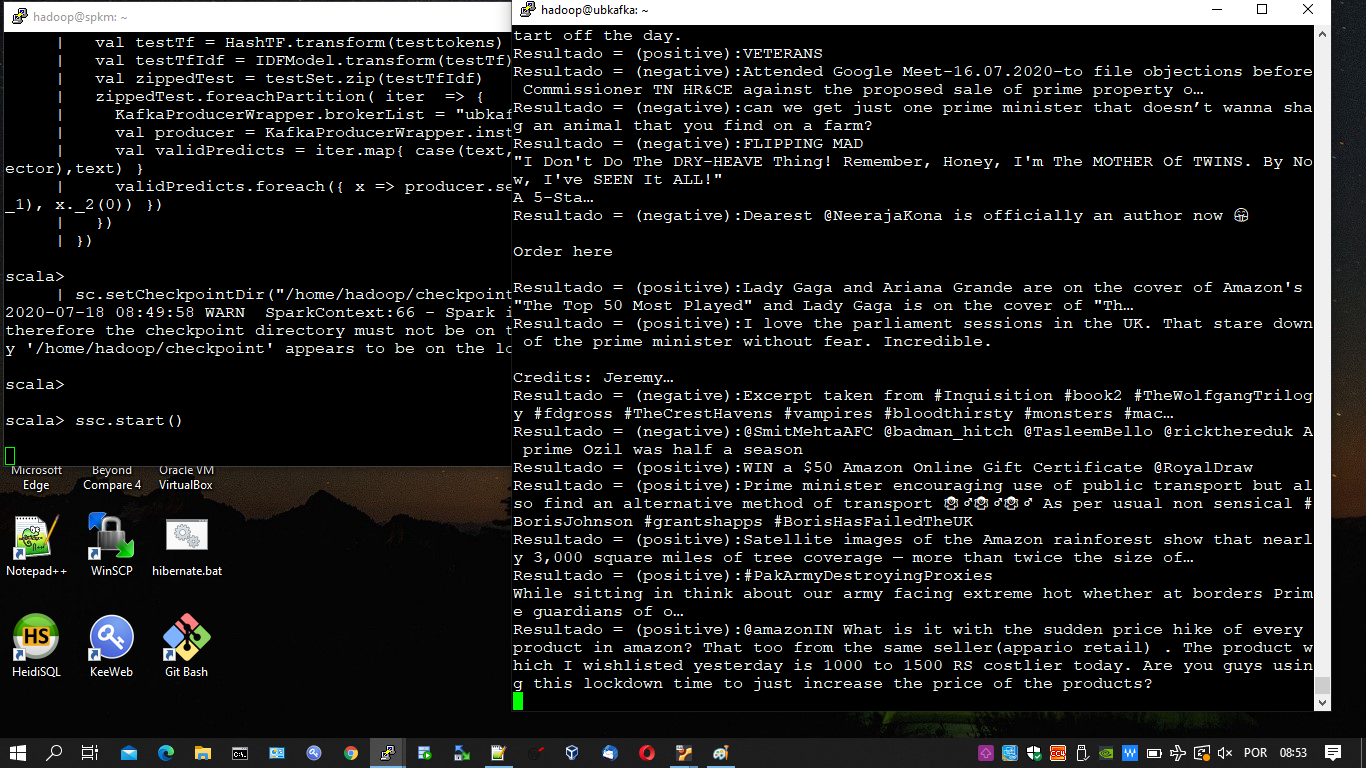 hadoop@spkm: ~
| val testTf = HashTF.transform(testtokens)
| val testTfIdf = IDFModel.transform(testTf)
| val zippedTest = testSet.zip(testTfIdf)
| zippedTest.foreachPartition( iter => {
| KafkaProducerWrapper.brokerList = "ubkaf
| val producer = KafkaProducerWrapper.inst
| val validPredicts = iter.map{ case(text,
ector),text) }
| validPredicts.foreach({ x => producer.se
_1), x._2(0)) })
| })
| })
scala>
| sc.setCheckpointDir("/home/hadoop/checkpoint
2020-07-18 08:49:58 WARN SparkContext:66 - Spark i
therefore the checkpoint directory must not be on t
y '/home/hadoop/checkpoint' appears to be on the lo
scala>
scala> ssc.start()
hadoop@ubkafka: ~
tart off the day.
Resultado = (positive):VETERANS
Resultado = (negative):Attended Google Meet-16.07.2020-to file objections before
Commissioner TN HR&CE against the proposed sale of prime property o…
Resultado = (negative):can we get just one prime minister that doesn’t wanna sha
g an animal that you find on a farm?
Resultado = (negative):FLIPPING MAD
"I Don't Do The DRY-HEAVE Thing! Remember, Honey, I'm The MOTHER Of TWINS. By No
w, I've SEEN It ALL!"
A 5-Sta…
Resultado = (negative):Dearest @NeerajaKona is officially an author now 😁
Order here
Resultado = (positive):Lady Gaga and Ariana Grande are on the cover of Amazon's
"The Top 50 Most Played" and Lady Gaga is on the cover of "Th…
Resultado = (positive):I love the parliament sessions in the UK. That stare down
of the prime minister without fear. Incredible.
Credits: Jeremy…
Resultado = (negative):Excerpt taken from #Inquisition #book2 #TheWolfgangTrilog
y #fdgross #TheCrestHavens #vampires #bloodthirsty #monsters #mac…
Resultado = (negative):@SmitMehtaAFC @badman_hitch @TasleemBello @rickthereduk A
prime Ozil was half a season
Resultado = (positive):WIN a $50 Amazon Online Gift Certificate @RoyalDraw
Resultado = (positive):Prime minister encouraging use of public transport but al
so find an alternative method of transport 🤷♂🤷♂🤷♂ As per usual non sensical #
BorisJohnson #grantshapps #BorisHasFailedTheUK
Resultado = (positive):Satellite images of the Amazon rainforest show that nearl
y 3,000 square miles of tree coverage — more than twice the size of…
Resultado = (positive):#PakArmyDestroyingProxies
While sitting in think about our army facing extreme hot whether at borders Prim
e guardians of o…
Resultado = (positive):@amazonIN What is it with the sudden price hike of every
product in amazon? That too from the same seller(appario retail) . The product w
hich I wishlisted yesterday is 1000 to 1500 RS costlier today. Are you guys usin
g this lockdown time to just increase the price of the products?
Microsoft Edge
Beyond Compare 4
Oracle VM VirtualBox
Notepad++
WinSCP
hibernate.bat
HS
HeidiSQL
KeeWeb
Git Bash
POR
08:53